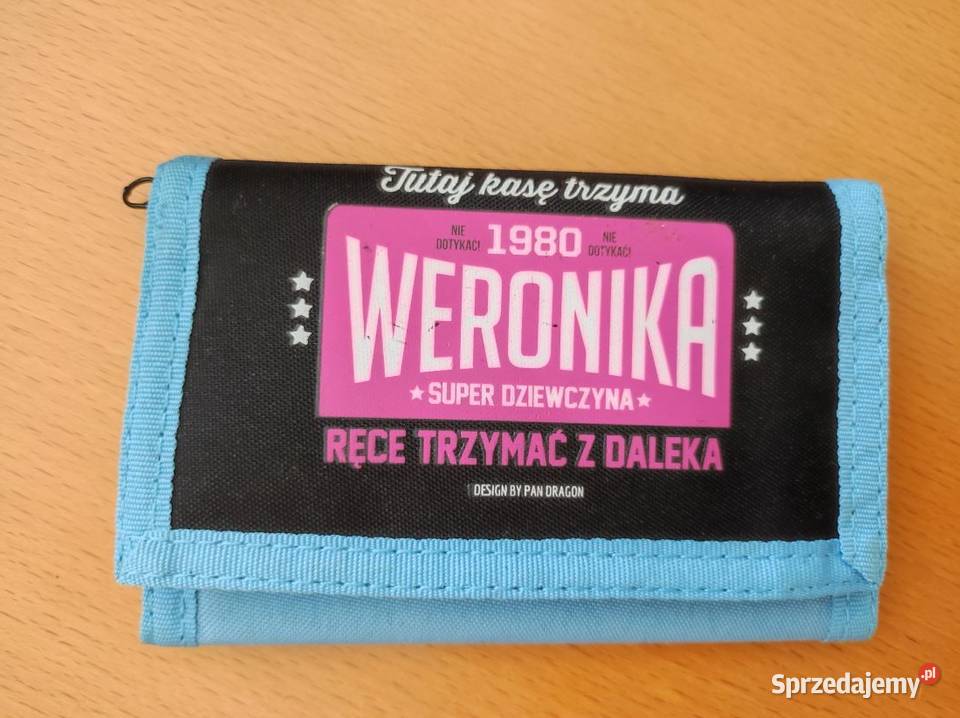 Tutaj kasę trzyma
NIE DOTYKAĆ! 1980 NIE DOTYKAĆ!
WERONIKA
SUPER DZIEWCZYNA
RĘCE TRZYMAĆ Z DALEKA
DESIGN BY PAN DRAGON
Sprzedajemy.pl